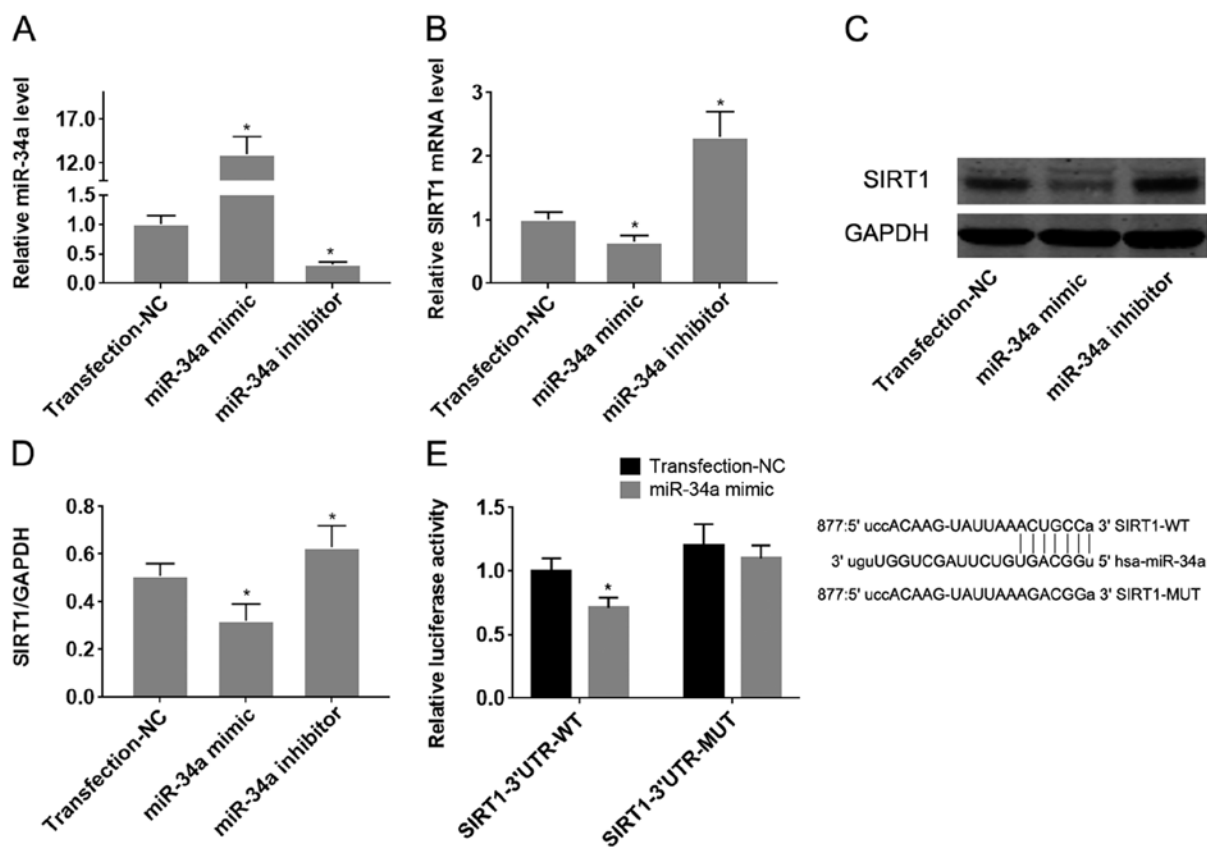 A
Relative miR-34a level
17.0
12.0
1.5
1.0
0.5
0.0
*
*
Transfection-NC
miR-34a mimic
miR-34a inhibitor
B
Relative SIRT1 mRNA level
3
2
1
0
*
*
Transfection-NC
miR-34a mimic
miR-34a inhibitor
C
SIRT1
GAPDH
Transfection-NC
miR-34a mimic
miR-34a inhibitor
D
SIRT1/GAPDH
0.8
0.6
0.4
0.2
0.0
*
*
Transfection-NC
miR-34a mimic
miR-34a inhibitor
E
Transfection-NC
miR-34a mimic
Relative luciferase activity
1.5
1.0
0.5
0.0
*
SIRT1-3'UTR-WT
SIRT1-3'UTR-MUT
877:5' uccACAAG-UAUUAAACUGCCa 3' SIRT1-WT
3' uguUGGUCGAUUCUGUGACGGu 5' hsa-miR-34a
877:5' uccACAAG-UAUUAAAGACGGa 3' SIRT1-MUT